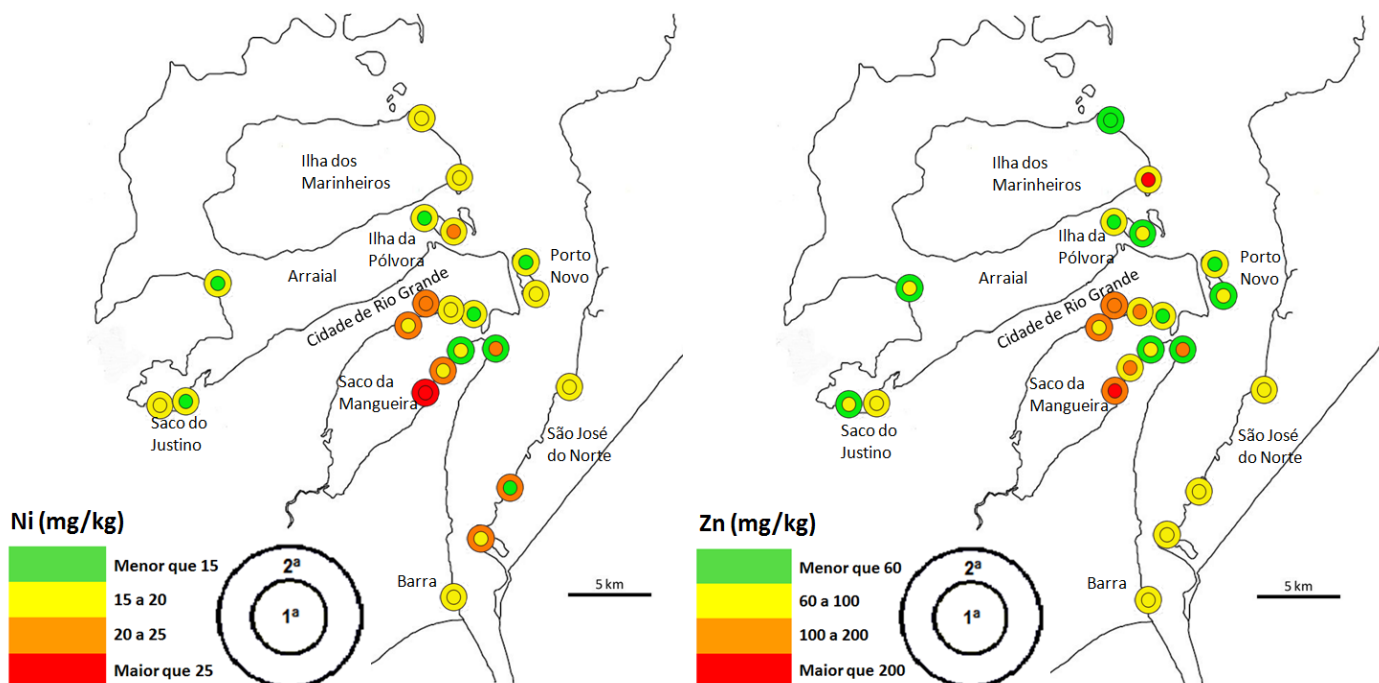 Ilha dos
Marinheiros
Ilha da
Pólvora
Arraial
Porto
Novo
Cidade de Rio Grande
Saco da
Mangueira
Saco do
Justino
São José
do Norte
Barra
5 km
Ni (mg/kg)
Menor que 15
15 a 20
20 a 25
Maior que 25
2ª
1ª
Ilha dos
Marinheiros
Ilha da
Pólvora
Arraial
Porto
Novo
Cidade de Rio Grande
Saco da
Mangueira
Saco do
Justino
São José
do Norte
Barra
5 km
Zn (mg/kg)
Menor que 60
60 a 100
100 a 200
Maior que 200
2ª
1ª